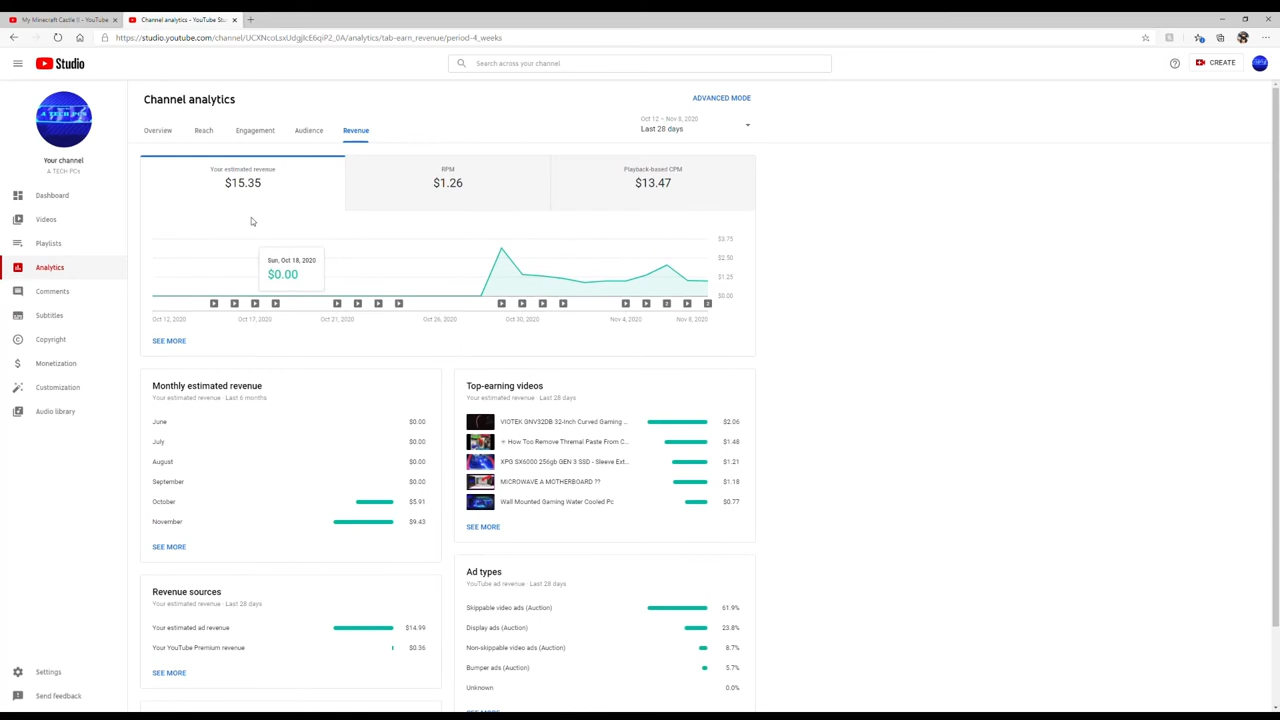 My Minecraft Castle !! - YouTube
Channel analytics - YouTube Stu
https://studio.youtube.com/channel/UCXNcoLsxUdgjlcE6qiP2_0A/analytics/tab-earn_revenue/period-4_weeks
Studio
Search across your channel
CREATE
Your channel
A TECH PCs
Dashboard
Videos
Playlists
Analytics
Comments
Subtitles
Copyright
Monetization
Customization
Audio library
Settings
Send feedback
Channel analytics
ADVANCED MODE
Overview
Reach
Engagement
Audience
Revenue
Oct 12 – Nov 8, 2020
Last 28 days
Your estimated revenue
$15.35
RPM
$1.26
Playback-based CPM
$13.47
Sun, Oct 18, 2020
$0.00
$3.75
$2.50
$1.25
$0.00
2
Oct 12, 2020
Oct 17, 2020
Oct 21, 2020
Oct 26, 2020
Oct 30, 2020
Nov 4, 2020
Nov 8, 2020
SEE MORE
Monthly estimated revenue
Your estimated revenue · Last 6 months
June $0.00
July $0.00
August $0.00
September $0.00
October $5.91
November $9.43
SEE MORE
Revenue sources
Your estimated revenue · Last 28 days
Your estimated ad revenue $14.99
Your YouTube Premium revenue $0.36
SEE MORE
Top-earning videos
Your estimated revenue · Last 28 days
VIOTEK GNV32DB 32-Inch Curved Gaming ... $2.06
How Too Remove Thremal Paste From C... $1.48
XPG SX6000 256gb GEN 3 SSD - Sleeve Ext... $1.21
MICROWAVE A MOTHERBOARD ?? $1.18
Wall Mounted Gaming Water Cooled Pc $0.77
SEE MORE
Ad types
YouTube ad revenue · Last 28 days
Skippable video ads (Auction) 61.9%
Display ads (Auction) 23.8%
Non-skippable video ads (Auction) 8.7%
Bumper ads (Auction) 5.7%
Unknown 0.0%
SEE MORE